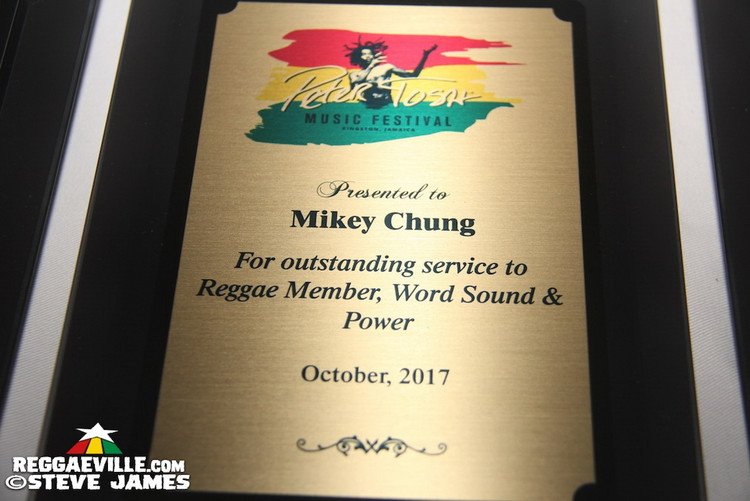 Peter Tosh
MUSIC FESTIVAL
KINGSTON, JAMAICA
Presented to
Mikey Chung
For outstanding service to
Reggae Member, Word Sound &
Power
October, 2017
REGGAEVILLE.com
©STEVE JAMES